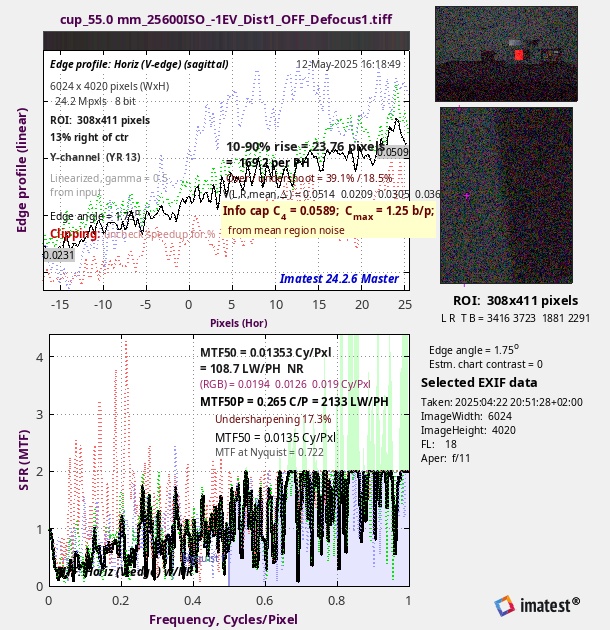 cup_55.0 mm_25600ISO_-1EV_Dist1_OFF_Defocus1.tiff
Edge profile: Horiz (V-edge) (sagittal)
12-May-2025 16:18:49
6024 x 4020 pixels (WxH)
24.2 Mpxls 8 bit
ROI: 308x411 pixels
13% right of ctr
Y-channel (YR 13)
Linearized, gamma = 0.5
from input
Edge angle = 1.75°
Clipping: Uncheck Speedup for %
10-90% rise = 23.76 pixels
= 169.2 per PH
Over/undershoot = 39.1% / 18.5%
Y(L,R,mean,Δ) = 0.0514 0.0209 0.0305 0.036
Info cap C4 = 0.0589; Cmax = 1.25 b/p;
from mean region noise
0.0509
0.0231
Imatest 24.2.6 Master
Edge profile (linear)
-15 -10 -5 0 5 10 15 20 25
Pixels (Hor)
ROI: 308x411 pixels
L R T B = 3416 3723 1881 2291
Edge angle = 1.75o
Estm. chart contrast = 0
Selected EXIF data
Taken: 2025:04:22 20:51:28+02:00
ImageWidth: 6024
ImageHeight: 4020
FL: 18
Aper: f/11
MTF50 = 0.01353 Cy/Pxl
= 108.7 LW/PH NR
(RGB) = 0.0194 0.0126 0.019 Cy/Pxl
MTF50P = 0.265 C/P = 2133 LW/PH
Undersharpening 17.3%
MTF50 = 0.0135 Cy/Pxl
MTF at Nyquist = 0.722
SFR (MTF)
4
3
2
1
0
Nyquist
Horiz (V-edge) w/NR
0 0.2 0.4 0.6 0.8 1
Frequency, Cycles/Pixel
imatest®